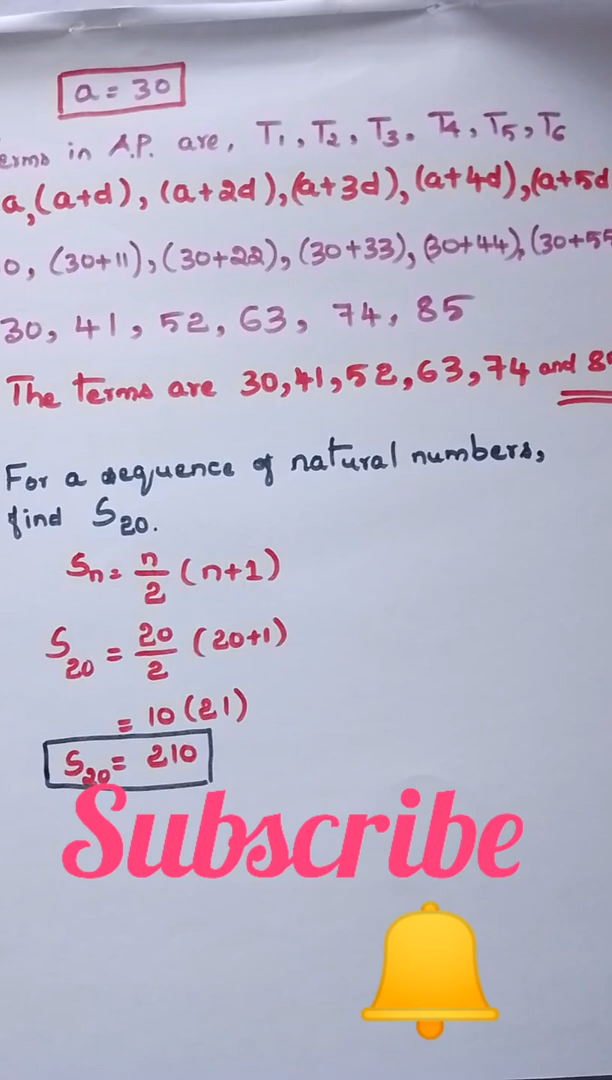 a = 30
erms in A.P. are, T1, T2, T3, T4, T5, T6
a, (a+d), (a+2d), (a+3d), (a+4d), (a+5d
0, (30+11), (30+22), (30+33), (30+44), (30+55
30, 41, 52, 63, 74, 85
The terms are 30, 41, 52, 63, 74 and 8
For a sequence of natural numbers,
find S20.
Sn = n/2 (n+1)
S20 = 20/2 (20+1)
= 10(21)
S20 = 210
Subscribe